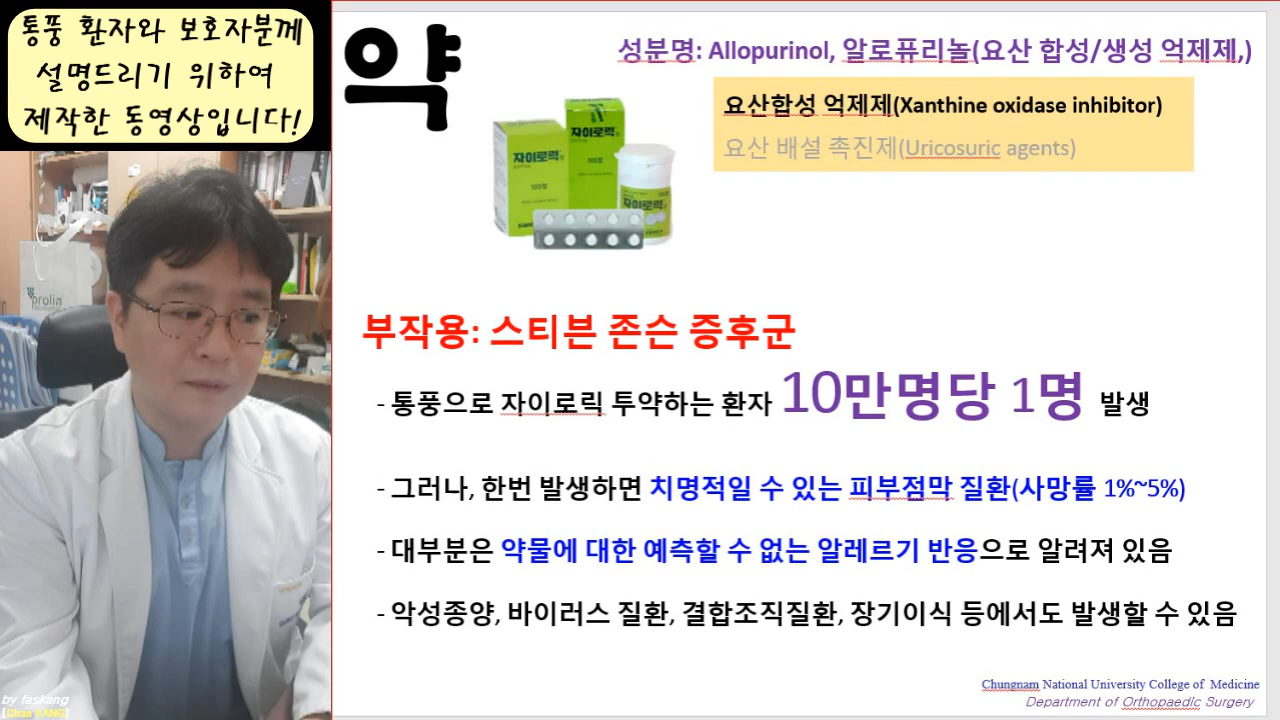 통풍 환자와 보호자분께
설명드리기 위하여
제작한 동영상입니다!
약
성분명: Allopurinol, 알로퓨리놀(요산 합성/생성 억제제,)
요산합성 억제제(Xanthine oxidase inhibitor)
요산 배설 촉진제(Uricosuric agents)
자이로릭
100정
자이로릭
100정
자이로릭
prolia
부작용: 스티븐 존슨 증후군
- 통풍으로 자이로릭 투약하는 환자 10만명당 1명 발생
- 그러나, 한번 발생하면 치명적일 수 있는 피부점막 질환(사망률 1%~5%)
- 대부분은 약물에 대한 예측할 수 없는 알레르기 반응으로 알려져 있음
- 악성종양, 바이러스 질환, 결합조직질환, 장기이식 등에서도 발생할 수 있음
by faskang
Chungnam National University College of Medicine
Department of Orthopaedic Surgery